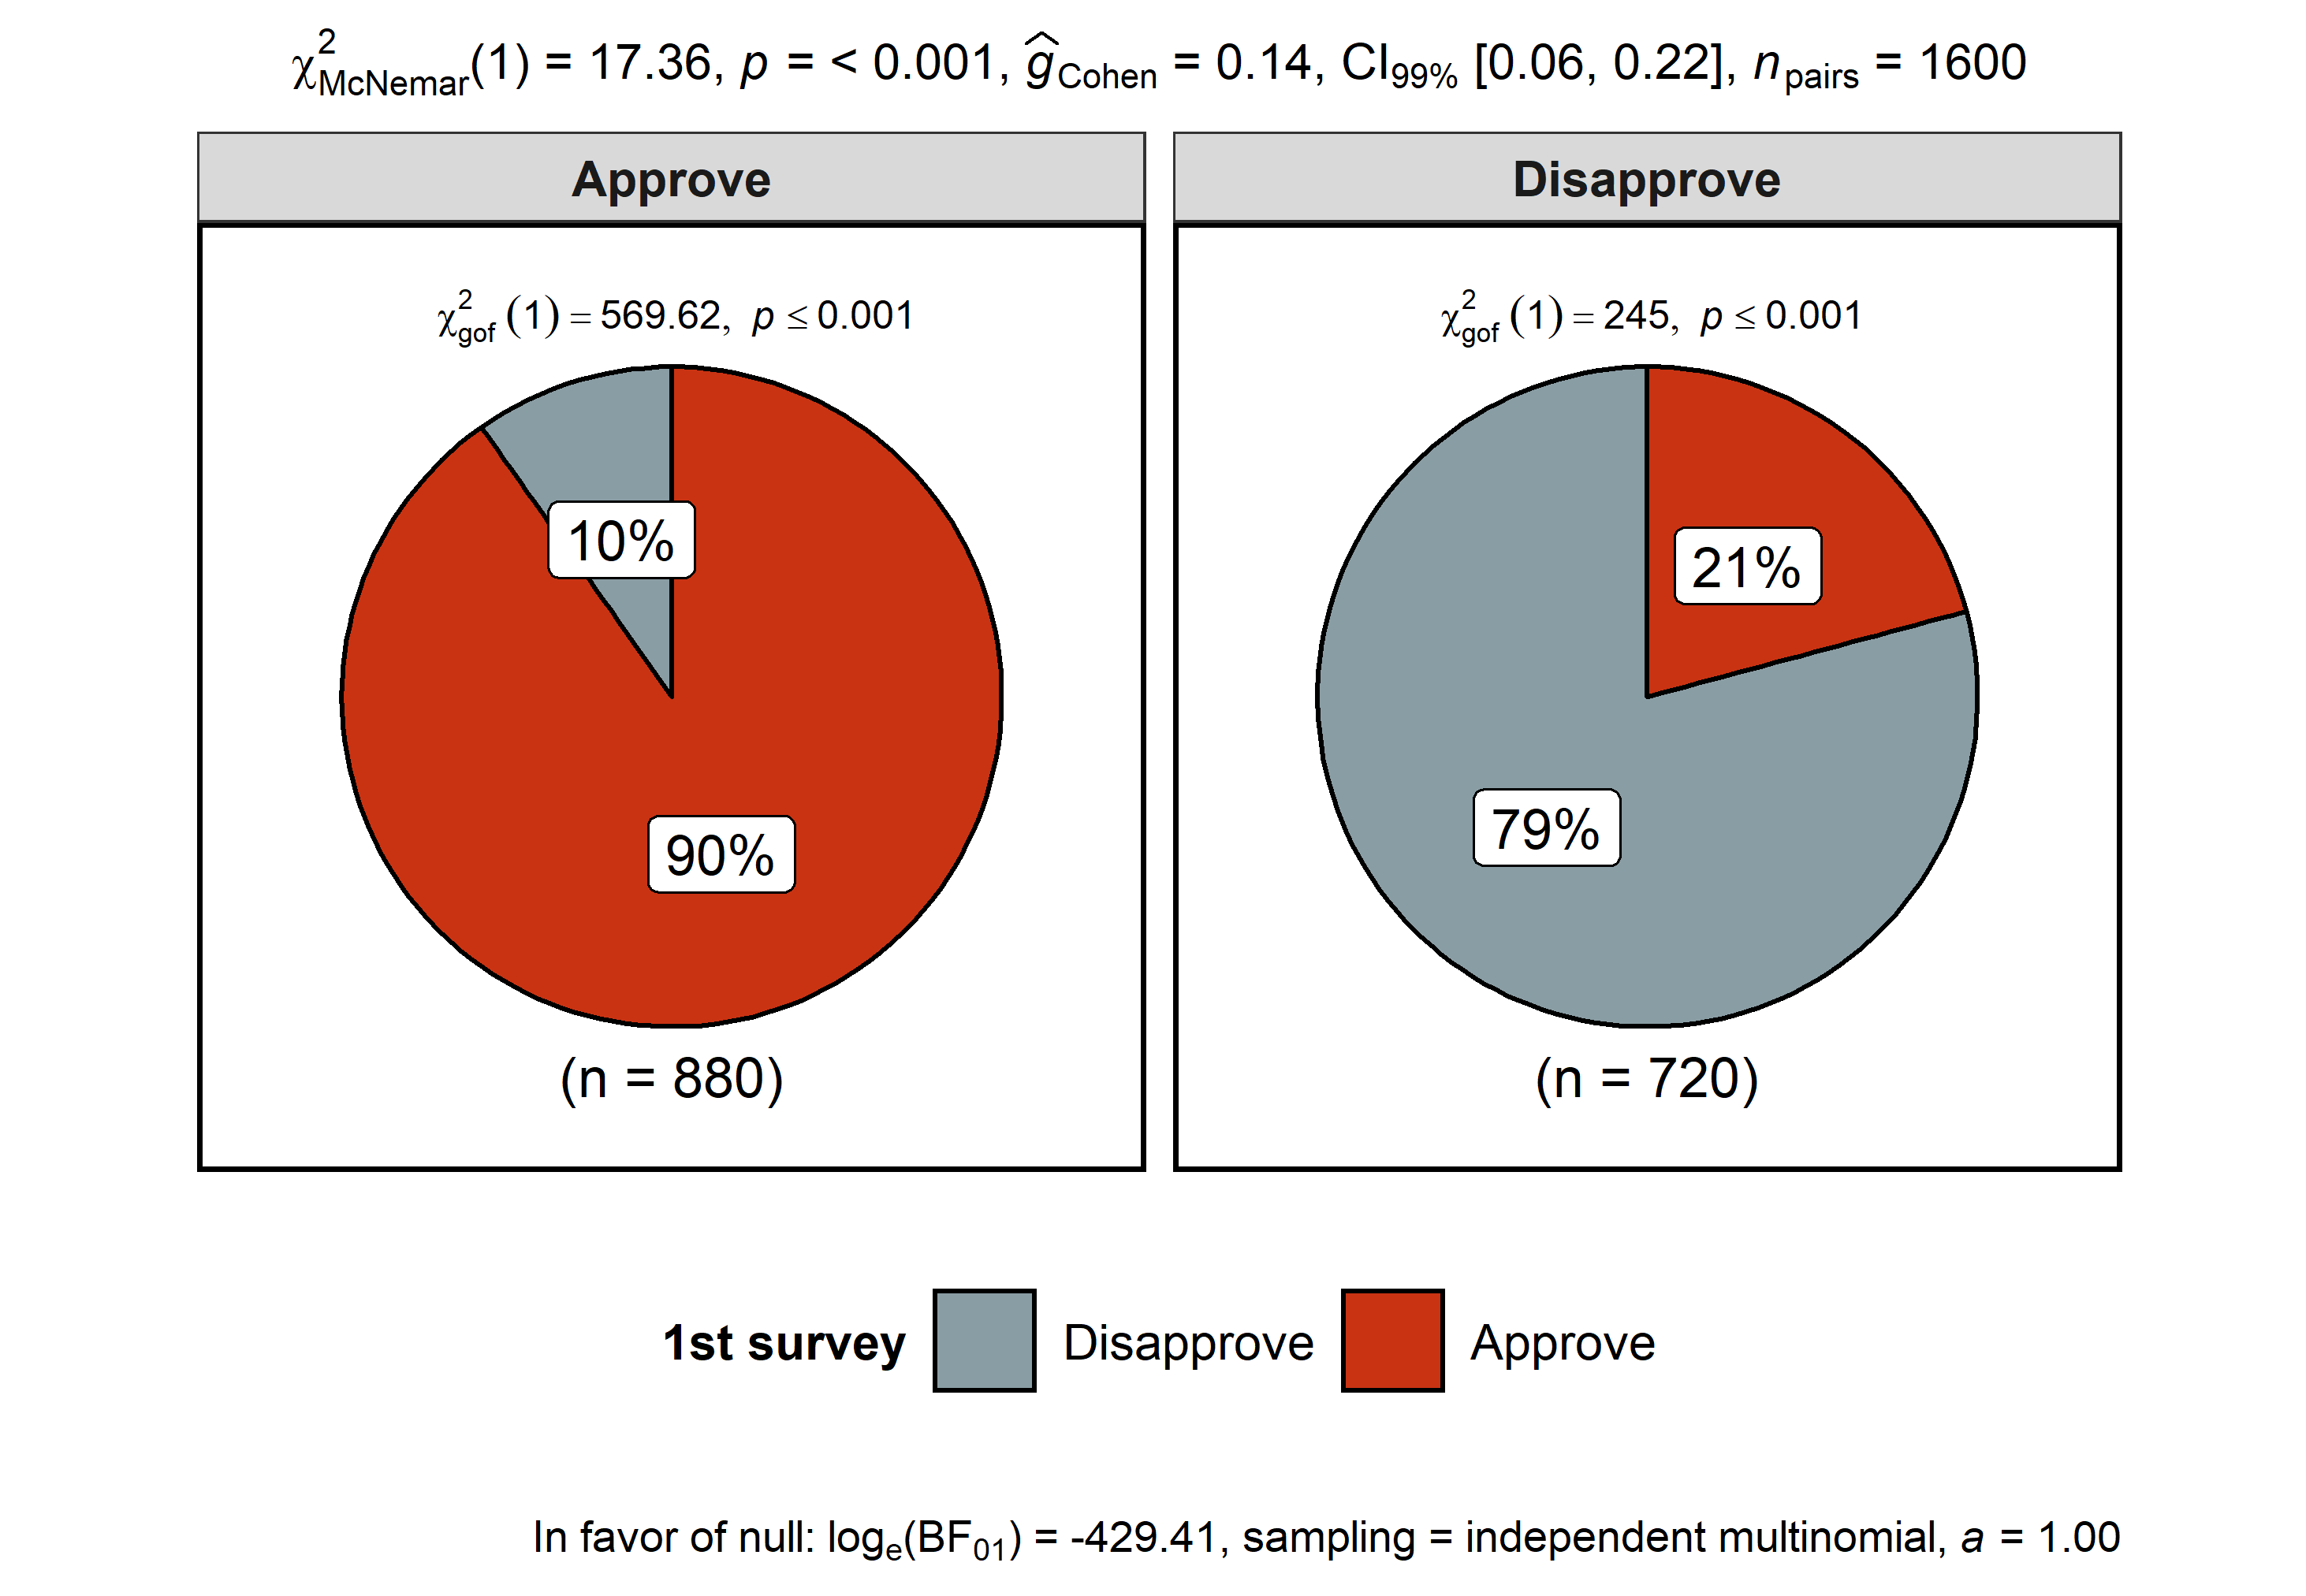 χ²McNemar(1) = 17.36, p = < 0.001, ĝCohen = 0.14, CI99% [0.06, 0.22], npairs = 1600
Approve
χ²gof (1) = 569.62, p ≤ 0.001
10%
90%
(n = 880)
Disapprove
χ²gof (1) = 245, p ≤ 0.001
21%
79%
(n = 720)
1st survey Disapprove Approve
In favor of null: logₑ(BF₀₁) = -429.41, sampling = independent multinomial, a = 1.00